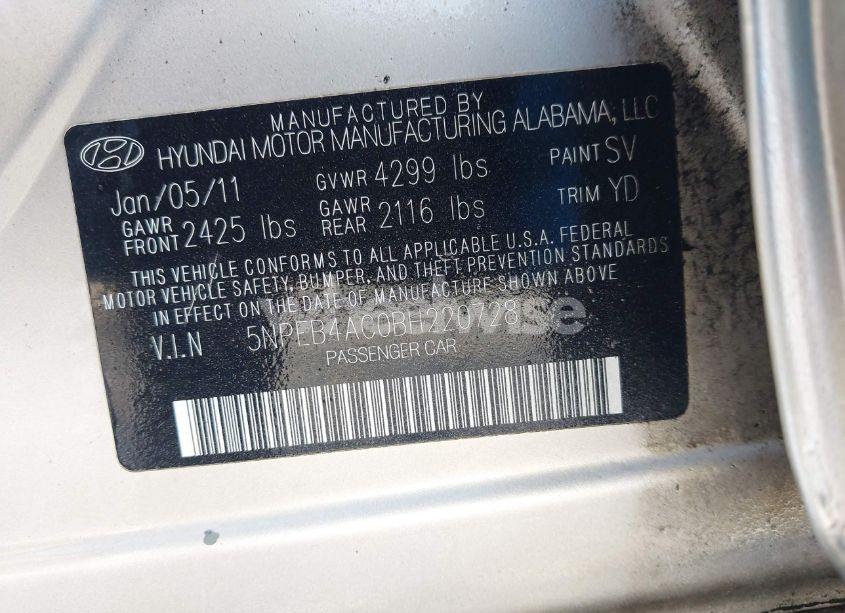 MANUFACTURED BY
HYUNDAI MOTOR MANUFACTURING ALABAMA, LLC
Jan/05/11 GVWR 4299 lbs PAINT SV
GAWR FRONT 2425 lbs GAWR REAR 2116 lbs TRIM YD
THIS VEHICLE CONFORMS TO ALL APPLICABLE U.S.A. FEDERAL
MOTOR VEHICLE SAFETY, BUMPER, AND THEFT PREVENTION STANDARDS
IN EFFECT ON THE DATE OF MANUFACTURE SHOWN ABOVE
V.I.N 5NPEB4AC0BH220728
PASSENGER CAR